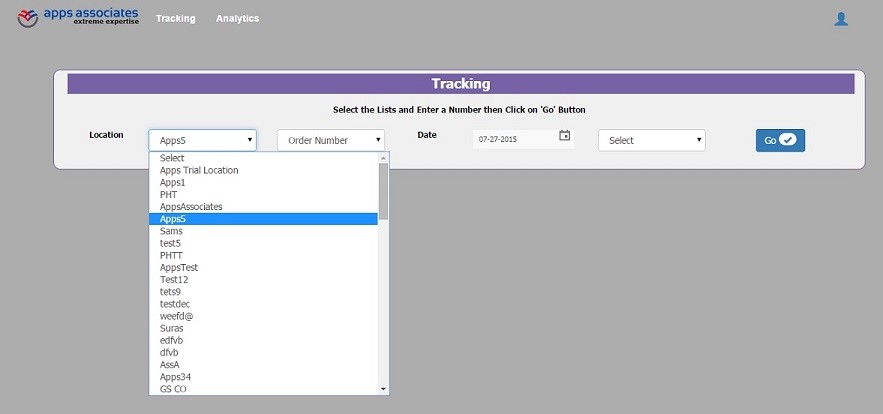 apps associates
extreme expertise
Tracking Analytics
Tracking
Select the Lists and Enter a Number then Click on 'Go' Button
Location Apps5 Order Number Date 07-27-2015 Select Go
Select
Apps Trial Location
Apps1
PHT
AppsAssociates
Apps5
Sams
test5
PHTT
AppsTest
Test12
tets9
testdec
weefd@
Suras
edfvb
dfvb
AssA
Apps34
GS CO